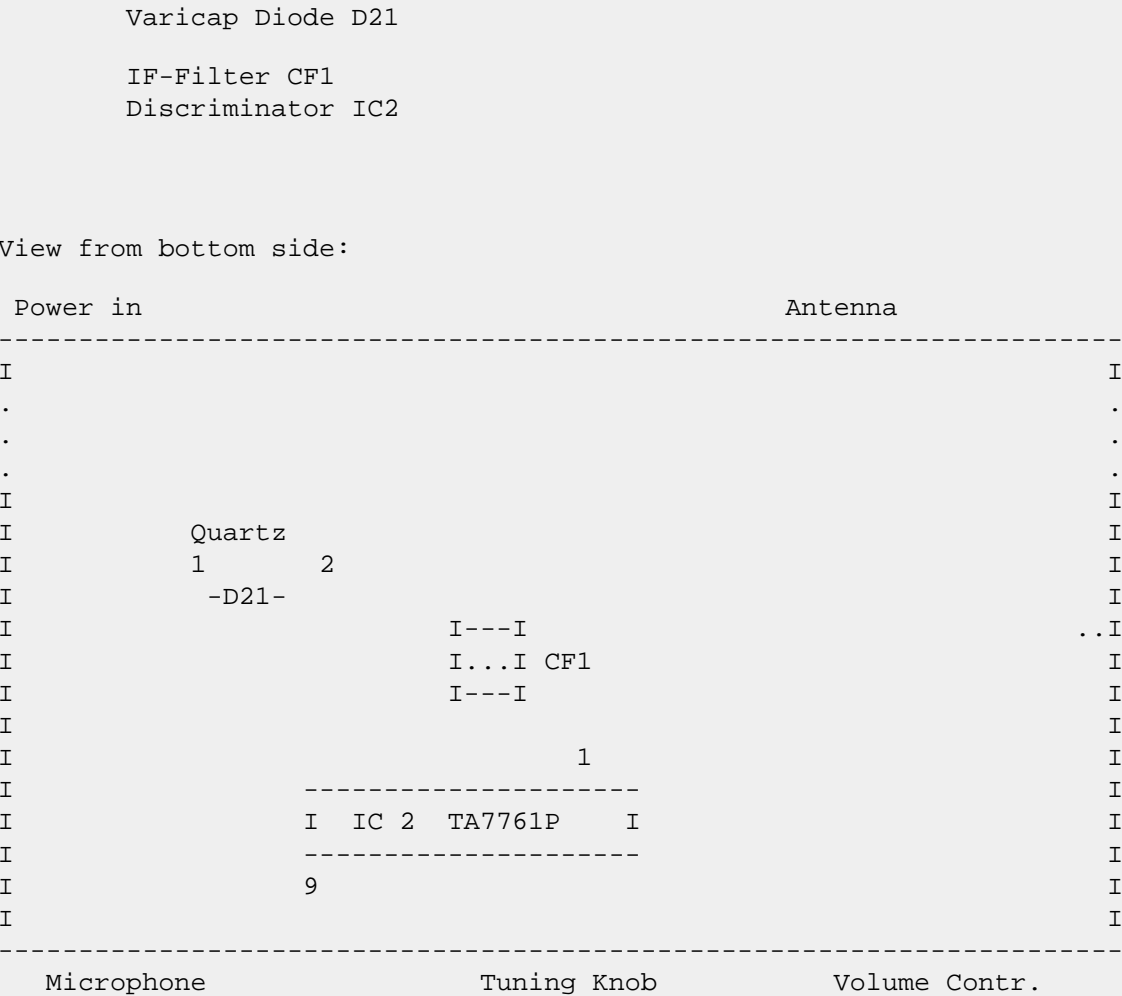 Varicap Diode D21
IF-Filter CF1
Discriminator IC2
View from bottom side:
Power in                                        Antenna
----------------------------------------------------------------------
I                                                                    I
.                                                                    .
.                                                                    .
.                                                                    .
I                                                                    I
I           Quartz                                                   I
I           1       2                                                I
I            -D21-                                                   I
I                           I---I                                  ..I
I                           I...I CF1                                I
I                           I---I                                    I
I                                                                    I
I                                   1                                I
I                  ---------------------                             I
I                  I  IC 2  TA7761P    I                             I
I                  ---------------------                             I
I                  9                                                 I
I                                                                    I
----------------------------------------------------------------------
Microphone                 Tuning Knob           Volume Contr.